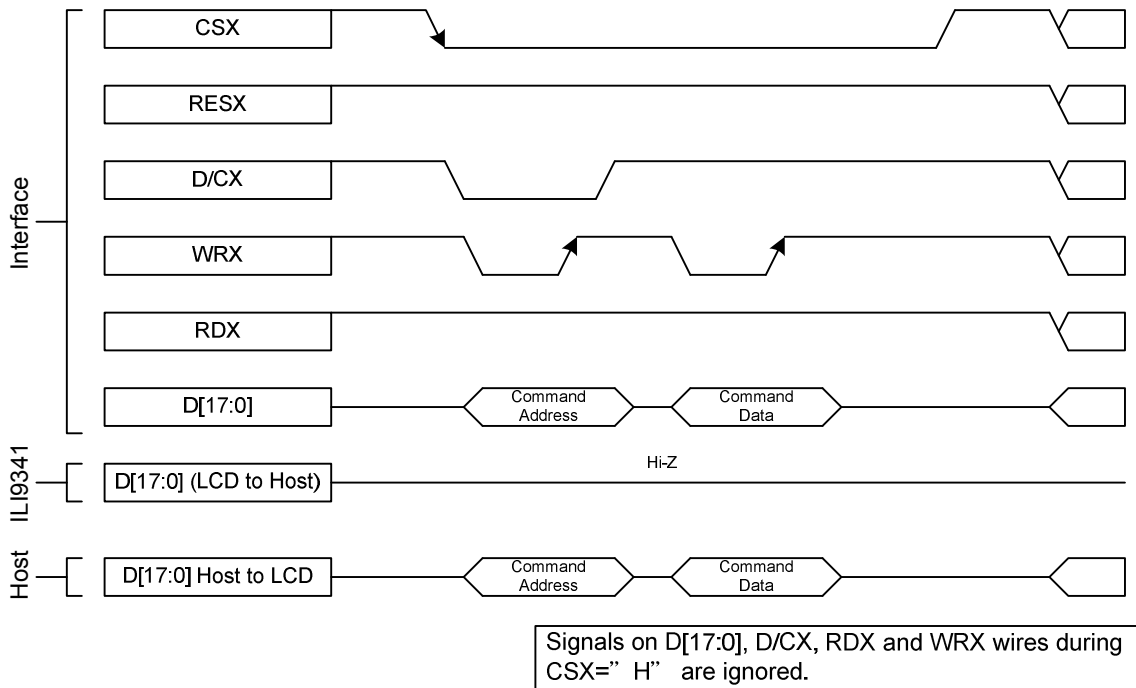 Interface
CSX
RESX
D/CX
WRX
RDX
D[17:0]
Command
Address
Command
Data
ILI9341
D[17:0] (LCD to Host)
Hi-Z
Host
D[17:0] Host to LCD
Command
Address
Command
Data
Signals on D[17:0], D/CX, RDX and WRX wires during
CSX=” H” are ignored.